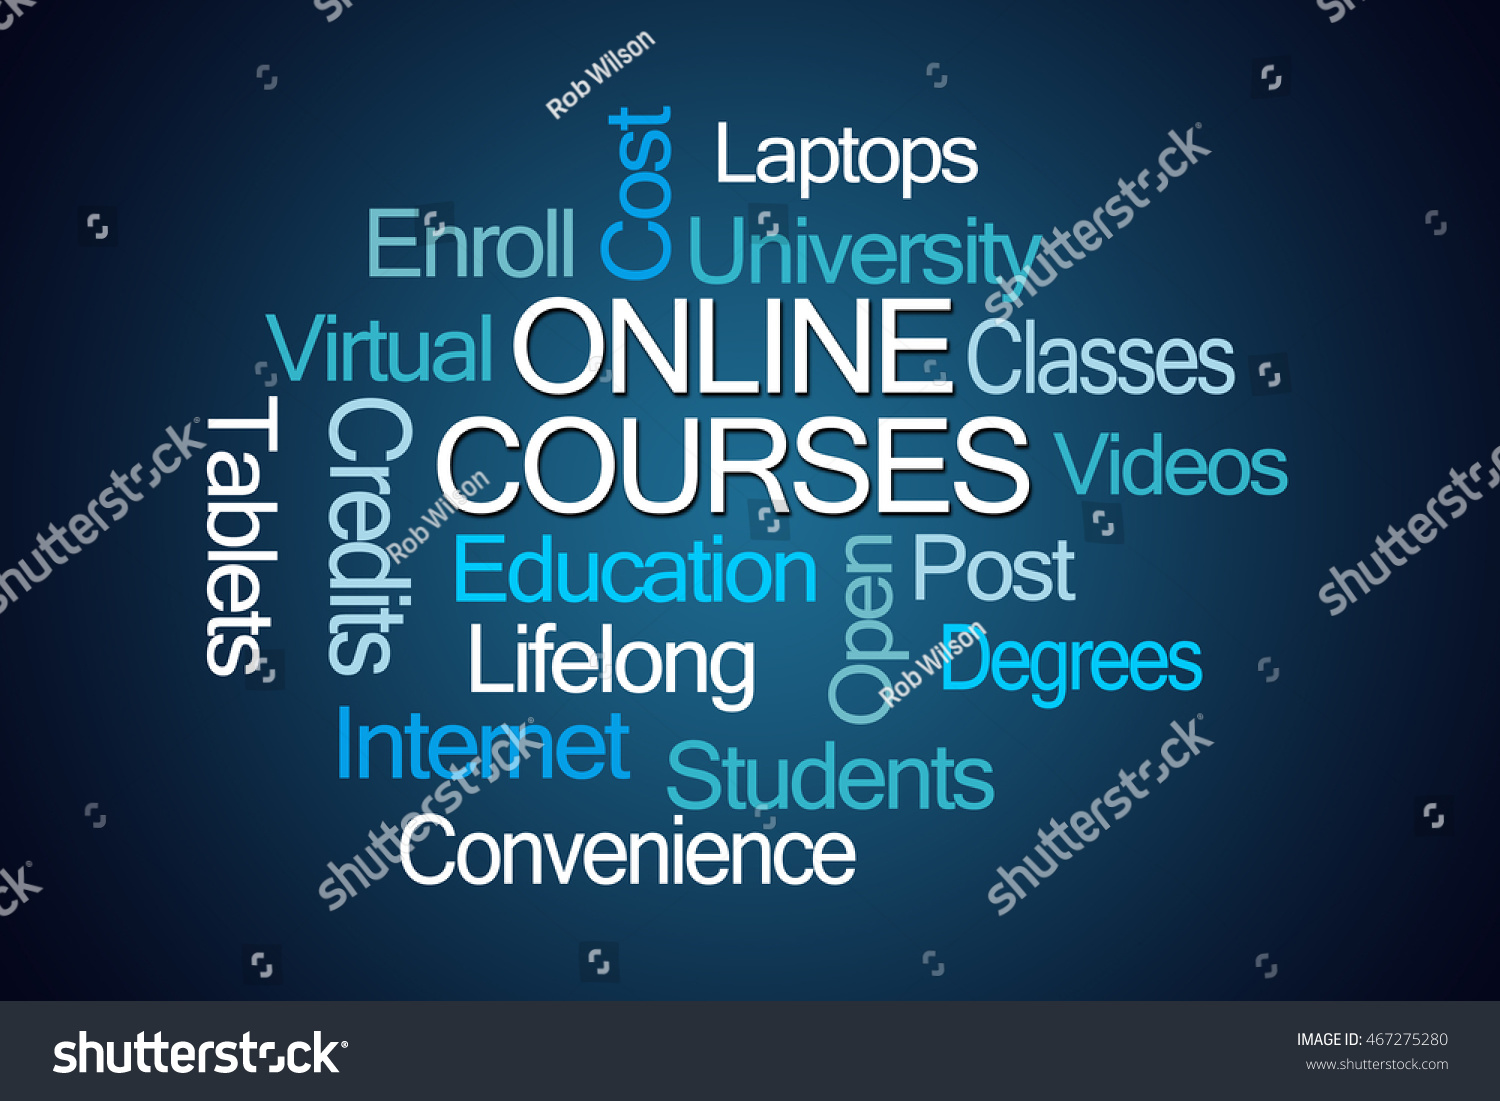 Rob Wilson
Cost
Laptops
Enroll
University
shutterstock
Virtual
ONLINE
Classes
COURSES
Videos
Tablets
Credits
Rob Wilson
shutterstock
shutterstock
Education
Open
Post
Lifelong
Rob Wilson
Degrees
Internet
Students
shutterstock
shutterstock
Convenience
shutterstock
IMAGE ID: 467275280
www.shutterstock.com